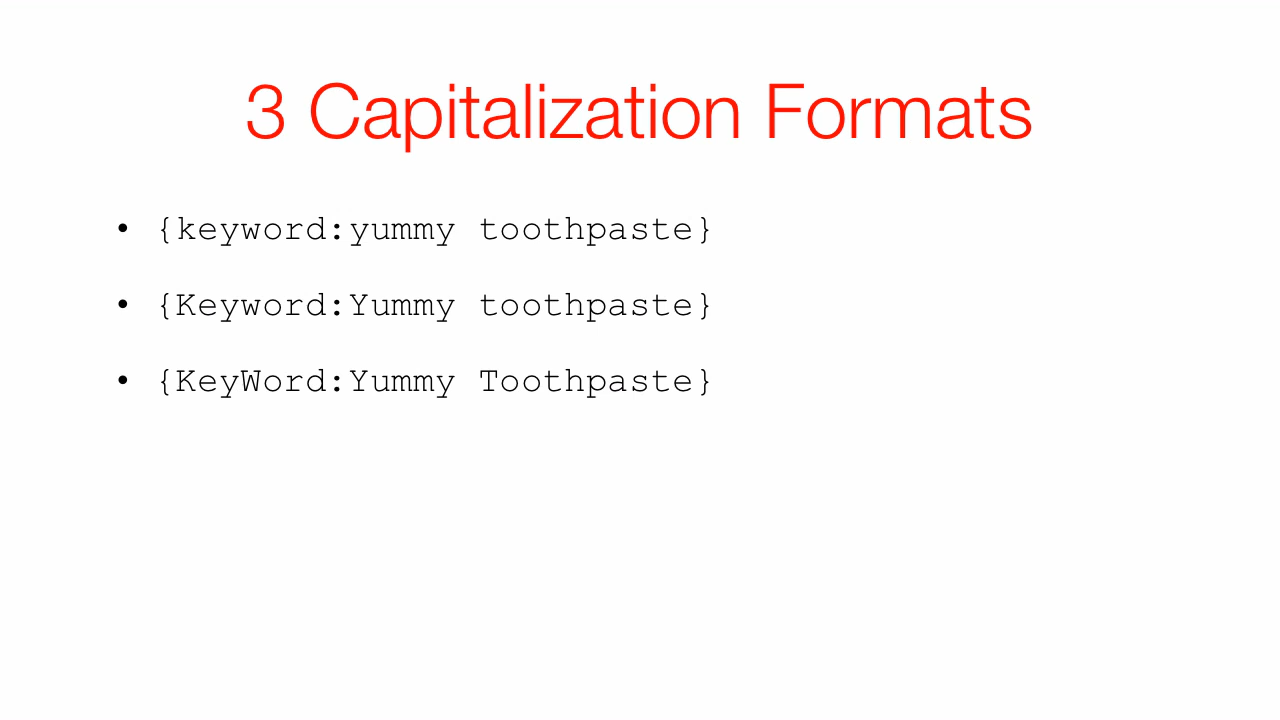 3 Capitalization Formats
• {keyword:yummy toothpaste}
• {Keyword:Yummy toothpaste}
• {KeyWord:Yummy Toothpaste}